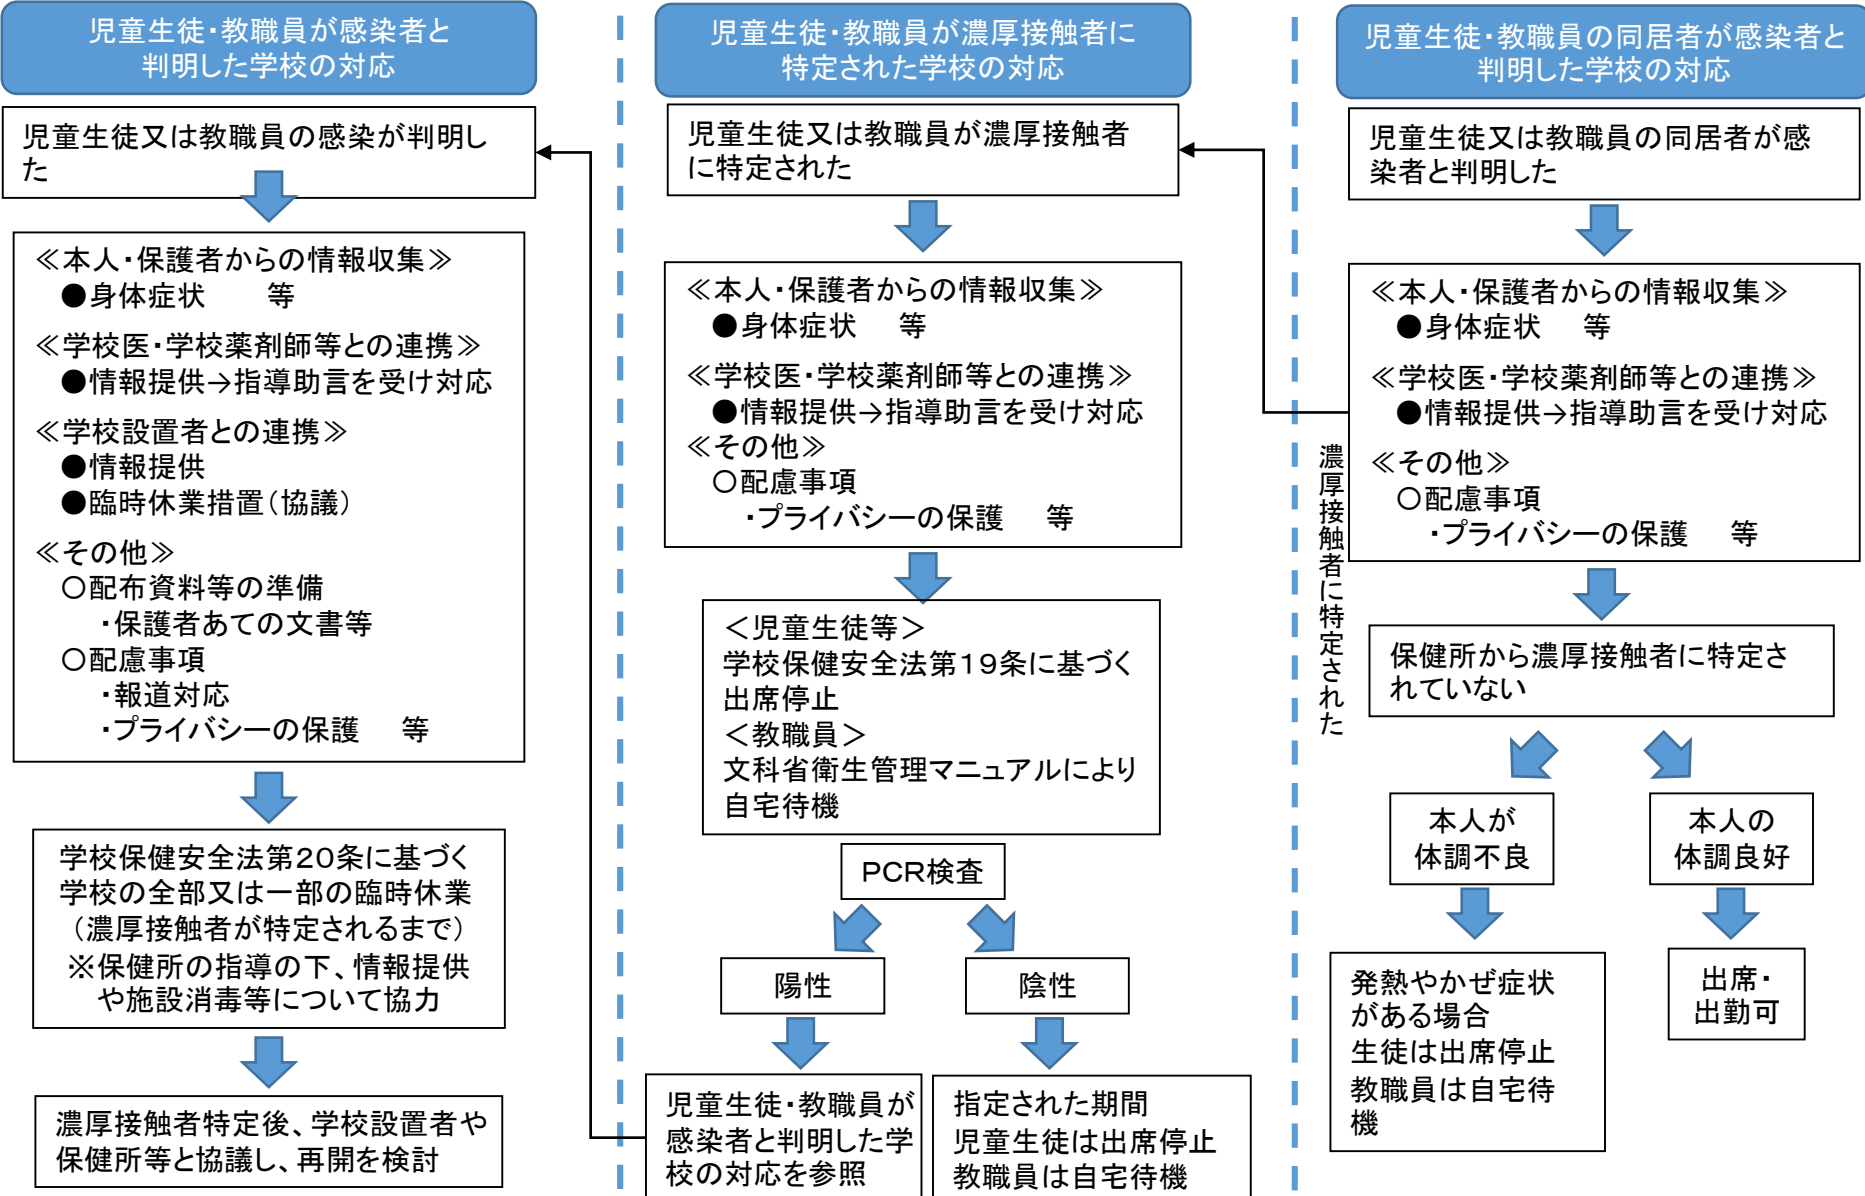 児童生徒・教職員が感染者と
判明した学校の対応
児童生徒又は教職員の感染が判明し
た
≪本人・保護者からの情報収集≫
●身体症状 等
≪学校医・学校薬剤師等との連携≫
●情報提供→指導助言を受け対応
≪学校設置者との連携≫
●情報提供
●臨時休業措置（協議）
≪その他≫
○配布資料等の準備
・保護者あての文書等
○配慮事項
・報道対応
・プライバシーの保護 等
学校保健安全法第20条に基づく
学校の全部又は一部の臨時休業
（濃厚接触者が特定されるまで）
※保健所の指導の下、情報提供
や施設消毒等について協力
濃厚接触者特定後、学校設置者や
保健所等と協議し、再開を検討
児童生徒・教職員が濃厚接触者に
特定された学校の対応
児童生徒又は教職員が濃厚接触者
に特定された
≪本人・保護者からの情報収集≫
●身体症状 等
≪学校医・学校薬剤師等との連携≫
●情報提供→指導助言を受け対応
≪その他≫
○配慮事項
・プライバシーの保護 等
＜児童生徒等＞
学校保健安全法第19条に基づく
出席停止
＜教職員＞
文科省衛生管理マニュアルにより
自宅待機
PCR検査
陽性
陰性
児童生徒・教職員が
感染者と判明した学
校の対応を参照
指定された期間
児童生徒は出席停止
教職員は自宅待機
児童生徒・教職員の同居者が感染者と
判明した学校の対応
児童生徒又は教職員の同居者が感
染者と判明した
≪本人・保護者からの情報収集≫
●身体症状 等
≪学校医・学校薬剤師等との連携≫
●情報提供→指導助言を受け対応
≪その他≫
○配慮事項
・プライバシーの保護 等
濃厚接触者に特定された
保健所から濃厚接触者に特定さ
れていない
本人が
体調不良
本人の
体調良好
発熱やかぜ症状
がある場合
生徒は出席停止
教職員は自宅待
機
出席・
出勤可